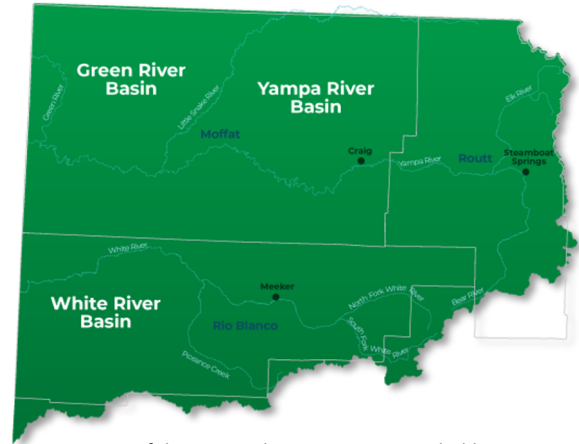 Green River
Basin
Yampa River
Basin
Green River
Little Snake River
Moffat
Elk River
Craig
Yampa River
Routt
Steamboat
Springs
White River
Meeker
North Fork White River
Bear River
White River
Basin
Rio Blanco
South Fork White River
Piceance Creek